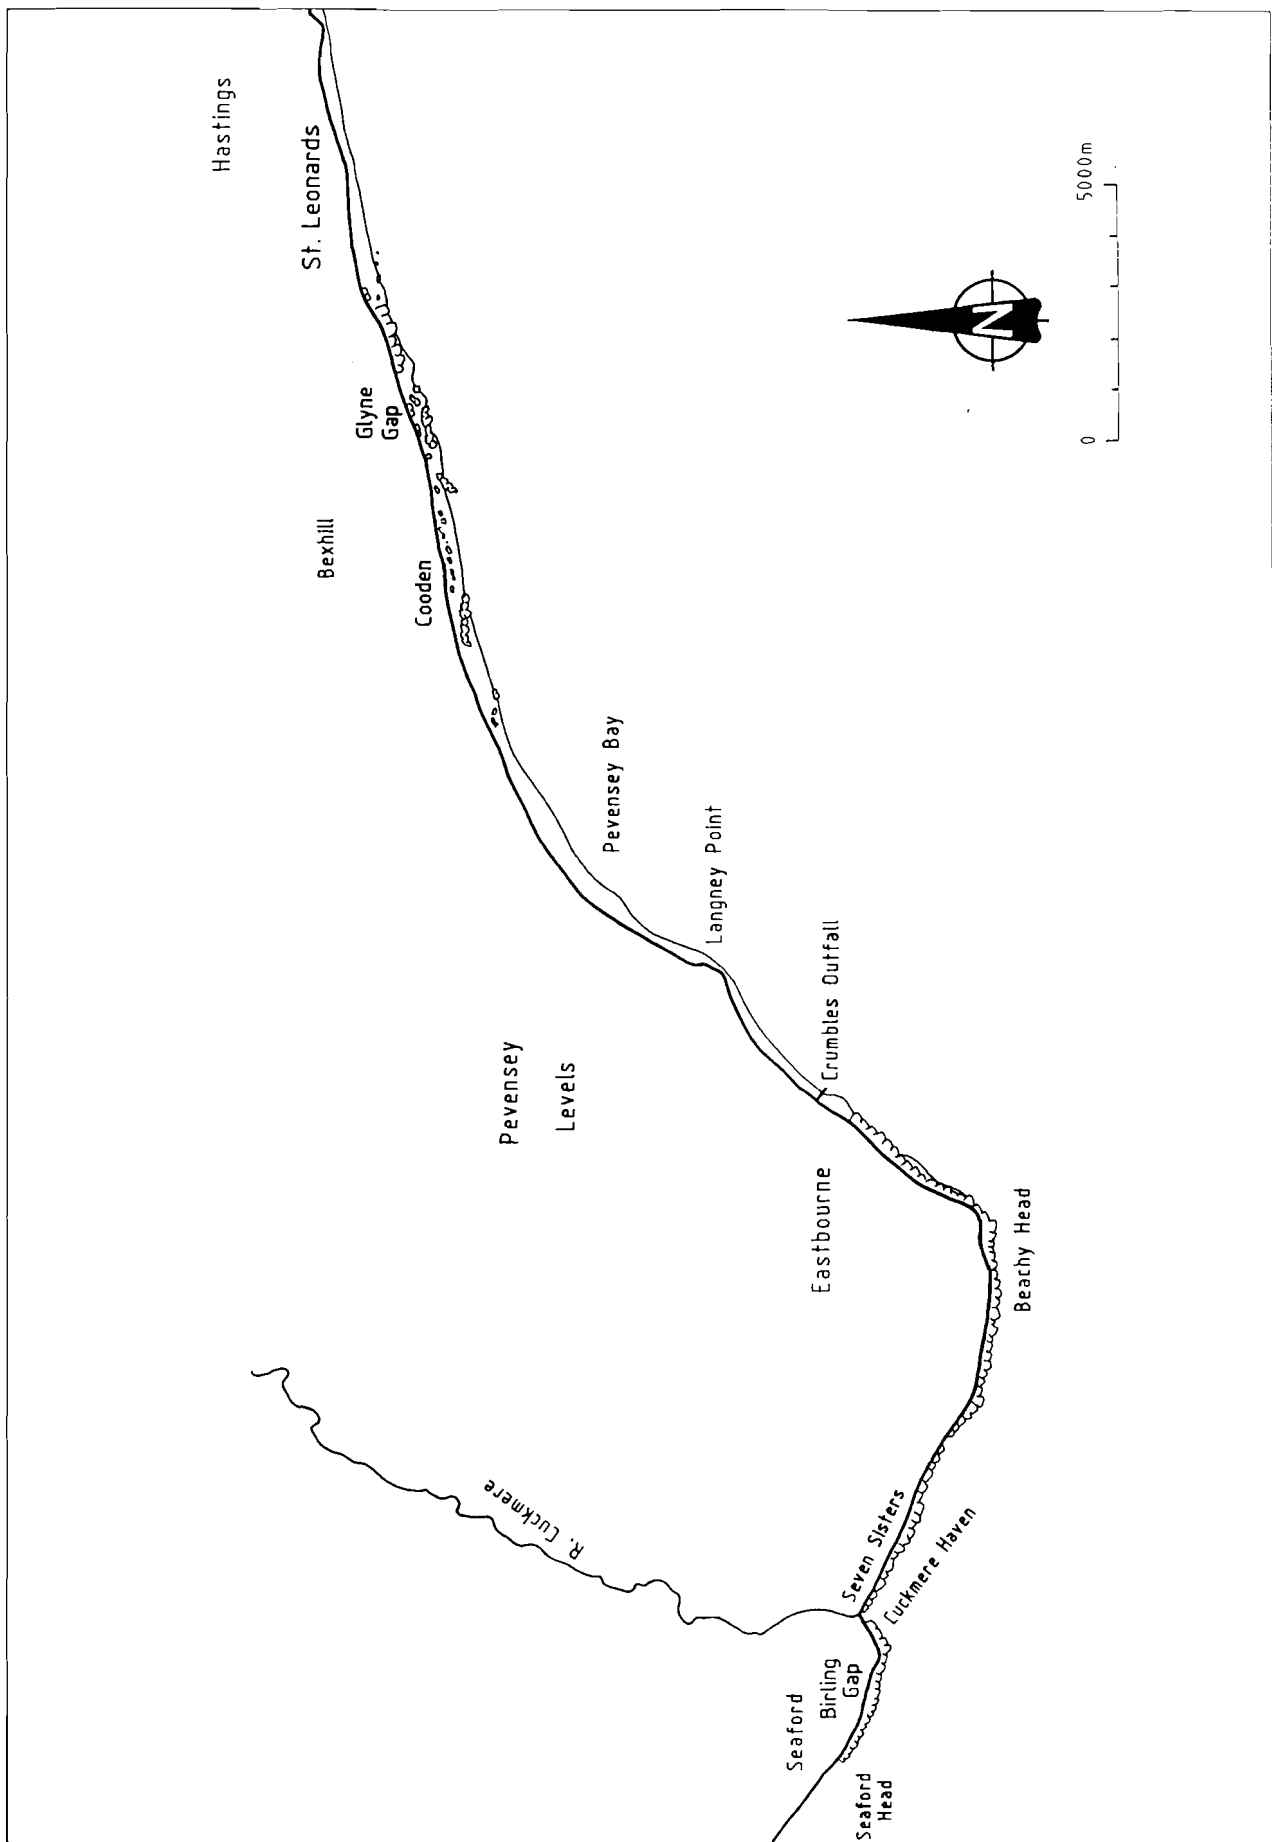 Hastings
St. Leonards
Glyne
Gap
Bexhill
Cooden
Pevensey Bay
Langney Point
Pevensey
Levels
Crumbles Outfall
Eastbourne
Beachy Head
R. Cuckmere
Seven Sisters
Cuckmere Haven
Birling
Gap
Seaford
Seaford
Head
N
0
5000m